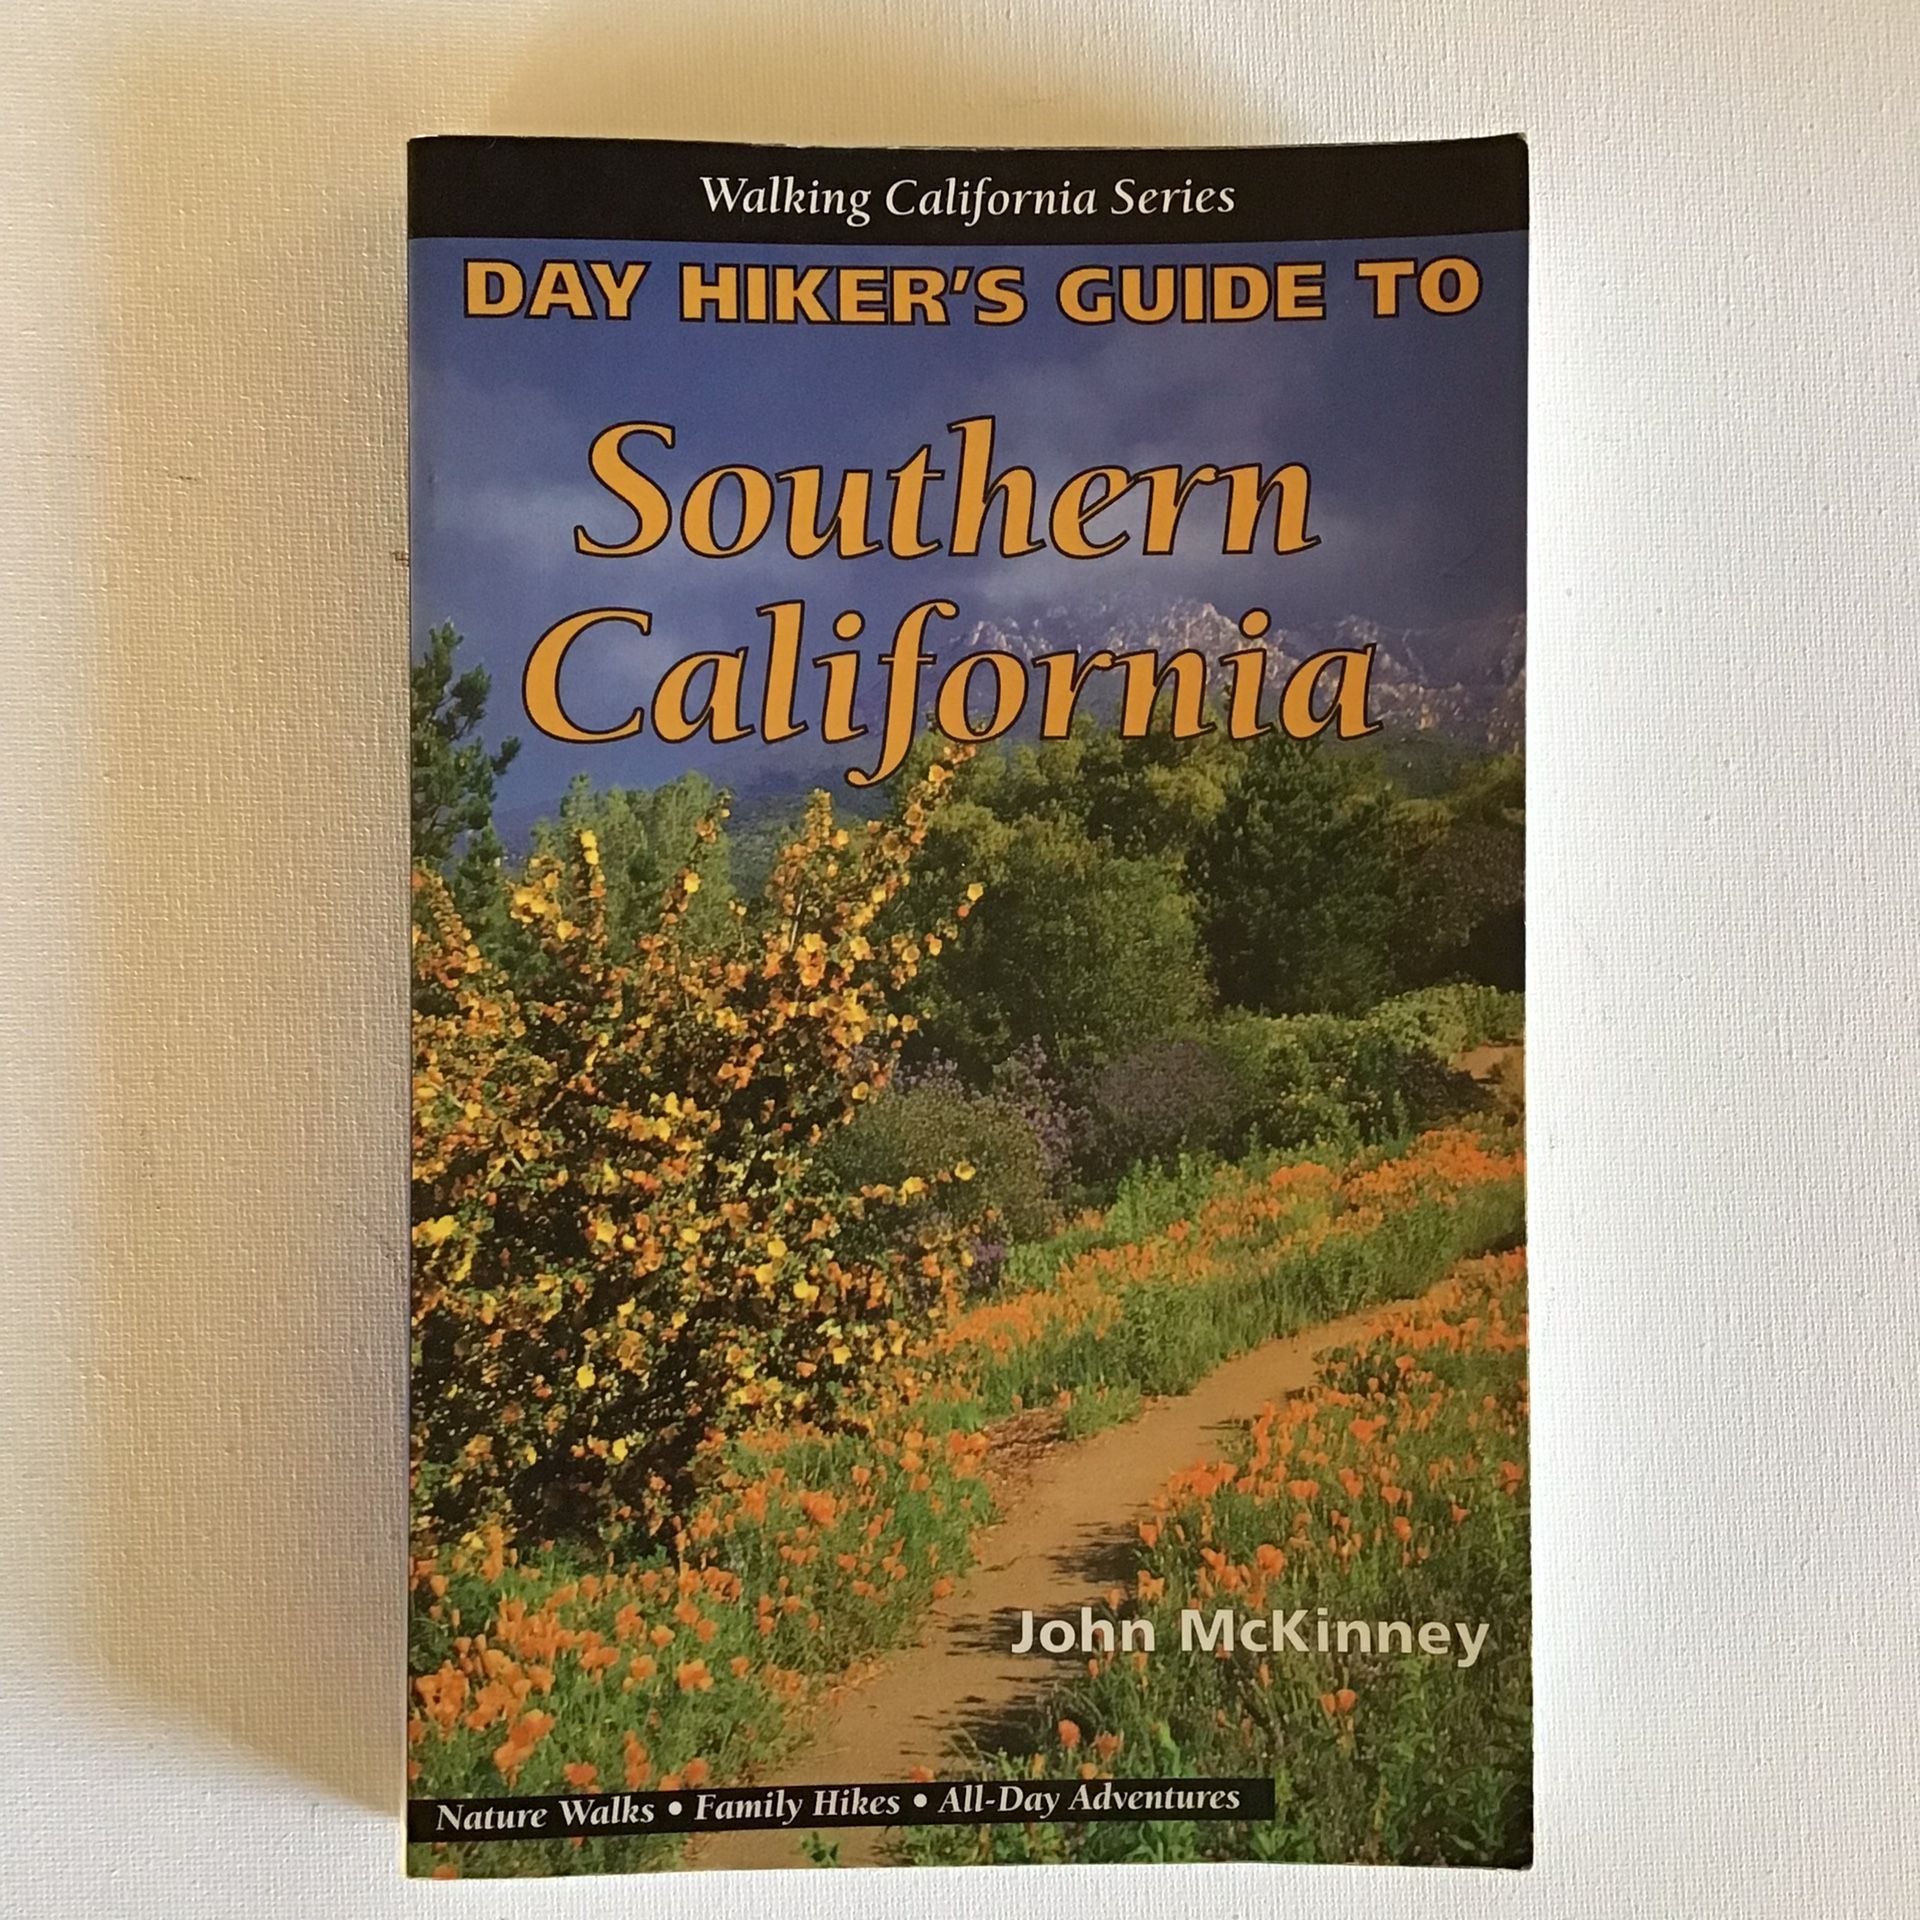 Walking California Series
DAY HIKER'S GUIDE TO
Southern
California
John McKinney
Nature Walks • Family Hikes • All-Day Adventures